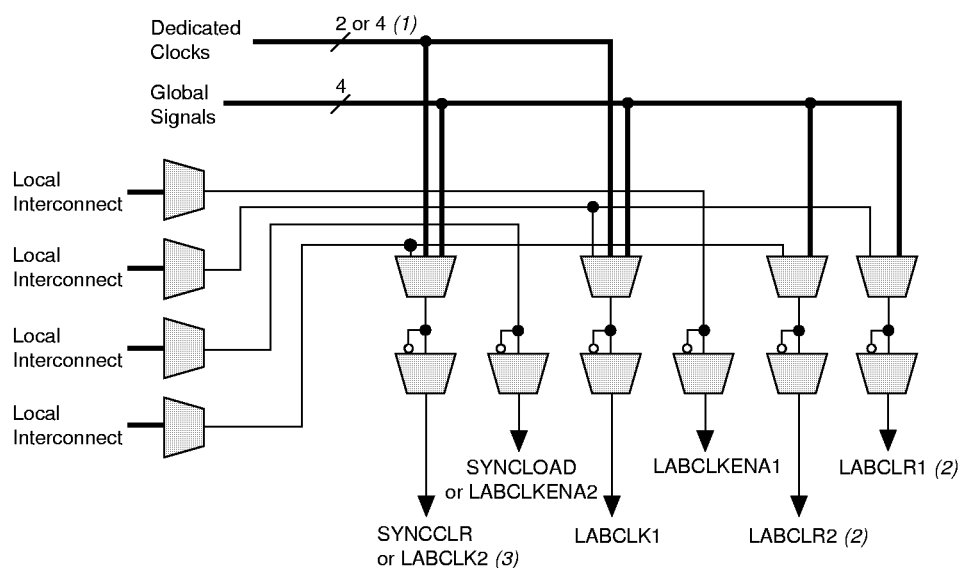 Dedicated
Clocks
2 or 4 (1)
Global
Signals
4
Local
Interconnect
Local
Interconnect
Local
Interconnect
Local
Interconnect
SYNCLOAD
or LABCLKENA2
LABCLKENA1
LABCLR1 (2)
SYNCCLR
or LABCLK2 (3)
LABCLK1
LABCLR2 (2)